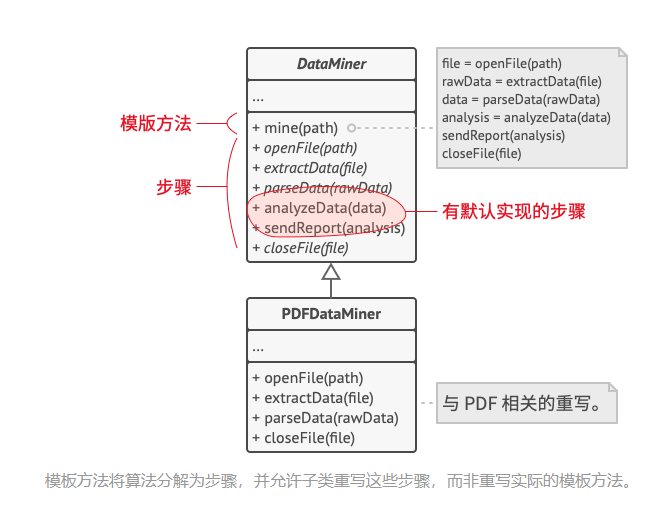 DataMiner
...
模版方法
+ mine(path)
步骤
+ openFile(path)
+ extractData(file)
+ parseData(rawData)
+ analyzeData(data)
+ sendReport(analysis)
+ closeFile(file)
file = openFile(path)
rawData = extractData(file)
data = parseData(rawData)
analysis = analyzeData(data)
sendReport(analysis)
closeFile(file)
有默认实现的步骤
PDFDataMiner
...
+ openFile(path)
+ extractData(file)
+ parseData(rawData)
+ closeFile(file)
与 PDF 相关的重写。
模板方法将算法分解为步骤，并允许子类重写这些步骤，而非重写实际的模板方法。